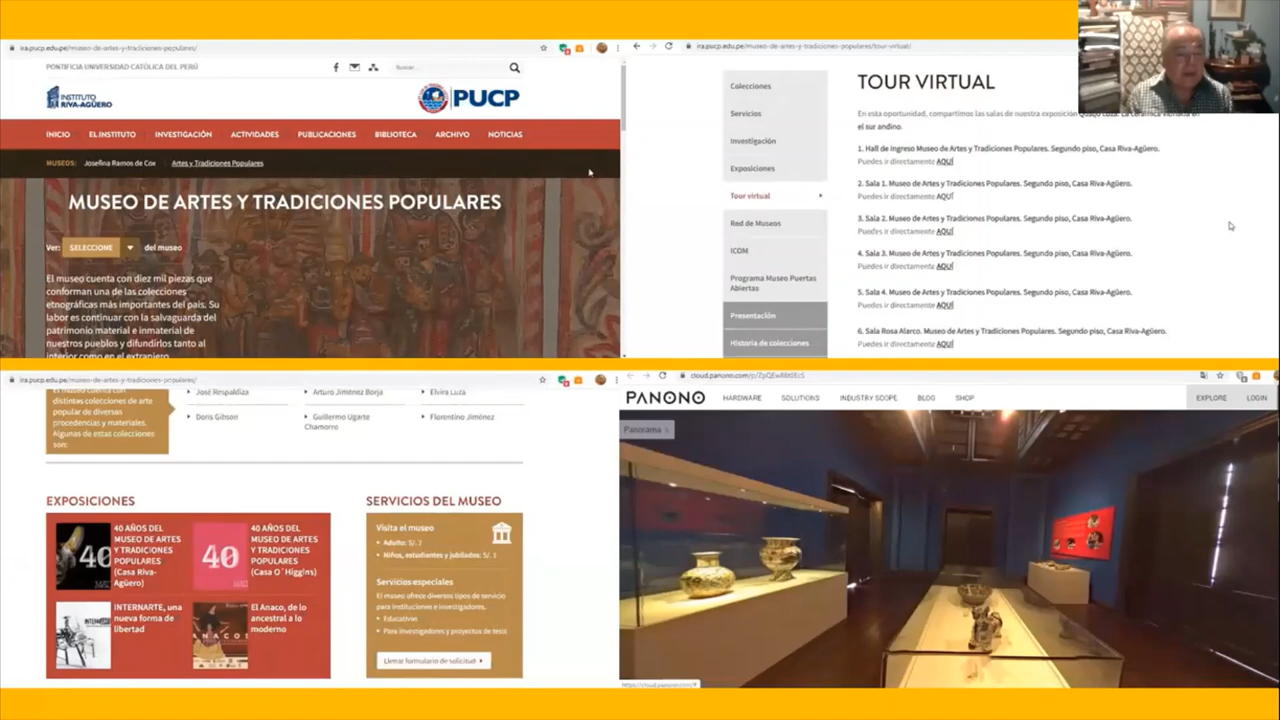 ira.pucp.edu.pe/museo-de-artes-y-tradiciones-populares/
PONTIFICIA UNIVERSIDAD CATÓLICA DEL PERÚ
Buscar...
INSTITUTO
RIVA-AGÜERO
PUCP
INICIO
EL INSTITUTO
INVESTIGACIÓN
ACTIVIDADES
PUBLICACIONES
BIBLIOTECA
ARCHIVO
NOTICIAS
MUSEOS:
Josefina Ramos de Cox
Artes y Tradiciones Populares
MUSEO DE ARTES Y TRADICIONES POPULARES
Ver: SELECCIONE del museo
El museo cuenta con diez mil piezas que
conforman una de las colecciones
etnográficas más importantes del país. Su
labor es continuar con la salvaguarda del
patrimonio material e inmaterial de
nuestros pueblos y difundirlos tanto al
interior como en el extranjero
ira.pucp.edu.pe/museo-de-artes-y-tradiciones-populares/tour-virtual/
Colecciones
Servicios
Investigación
Exposiciones
Tour virtual
Red de Museos
ICOM
Programa Museo Puertas
Abiertas
Presentación
Historia de colecciones
TOUR VIRTUAL
En esta oportunidad, compartimos las salas de nuestra exposición
el sur andino.
1. Hall de Ingreso Museo de Artes y Tradiciones Populares. Segundo piso, Casa Riva-Agüero.
Puedes ir directamente AQUÍ
2. Sala 1. Museo de Artes y Tradiciones Populares. Segundo piso, Casa Riva-Agüero.
Puedes ir directamente AQUÍ
3. Sala 2. Museo de Artes y Tradiciones Populares. Segundo piso, Casa Riva-Agüero.
Puedes ir directamente AQUÍ
4. Sala 3. Museo de Artes y Tradiciones Populares. Segundo piso, Casa Riva-Agüero.
Puedes ir directamente AQUÍ
5. Sala 4. Museo de Artes y Tradiciones Populares. Segundo piso, Casa Riva-Agüero.
Puedes ir directamente AQUÍ
6. Sala Rosa Alarco. Museo de Artes y Tradiciones Populares. Segundo piso, Casa Riva-Agüero.
Puedes ir directamente AQUÍ
ira.pucp.edu.pe/museo-de-artes-y-tradiciones-populares/
El museo cuenta con
distintas colecciones de arte
popular de diversas
procedencias y materiales.
Algunas de estas colecciones
son:
José Respaldiza
Arturo Jiménez Borja
Elvira Luza
Doris Gibson
Guillermo Ugarte
Chamorro
Florentino Jiménez
EXPOSICIONES
40
40 AÑOS DEL
MUSEO DE ARTES
Y TRADICIONES
POPULARES
(Casa Riva-
Agüero)
40
40 AÑOS DEL
MUSEO DE ARTES
Y TRADICIONES
POPULARES
(Casa O´Higgins)
INTERNARTE, una
nueva forma de
libertad
ANACO
El Anaco, de lo
ancestral a lo
moderno
SERVICIOS DEL MUSEO
Visita el museo
Adulto: S/. 2
Niños, estudiantes y jubilados: S/. 1
Servicios especiales
El museo ofrece diversos tipos de servicio
para instituciones e investigadores.
Educativos
Para investigadores y proyectos de tesis
Llenar formulario de solicitud
PANONO
HARDWARE
SOLUTIONS
INDUSTRY SCOPE
BLOG
SHOP
EXPLORE
LOGIN
Panorama